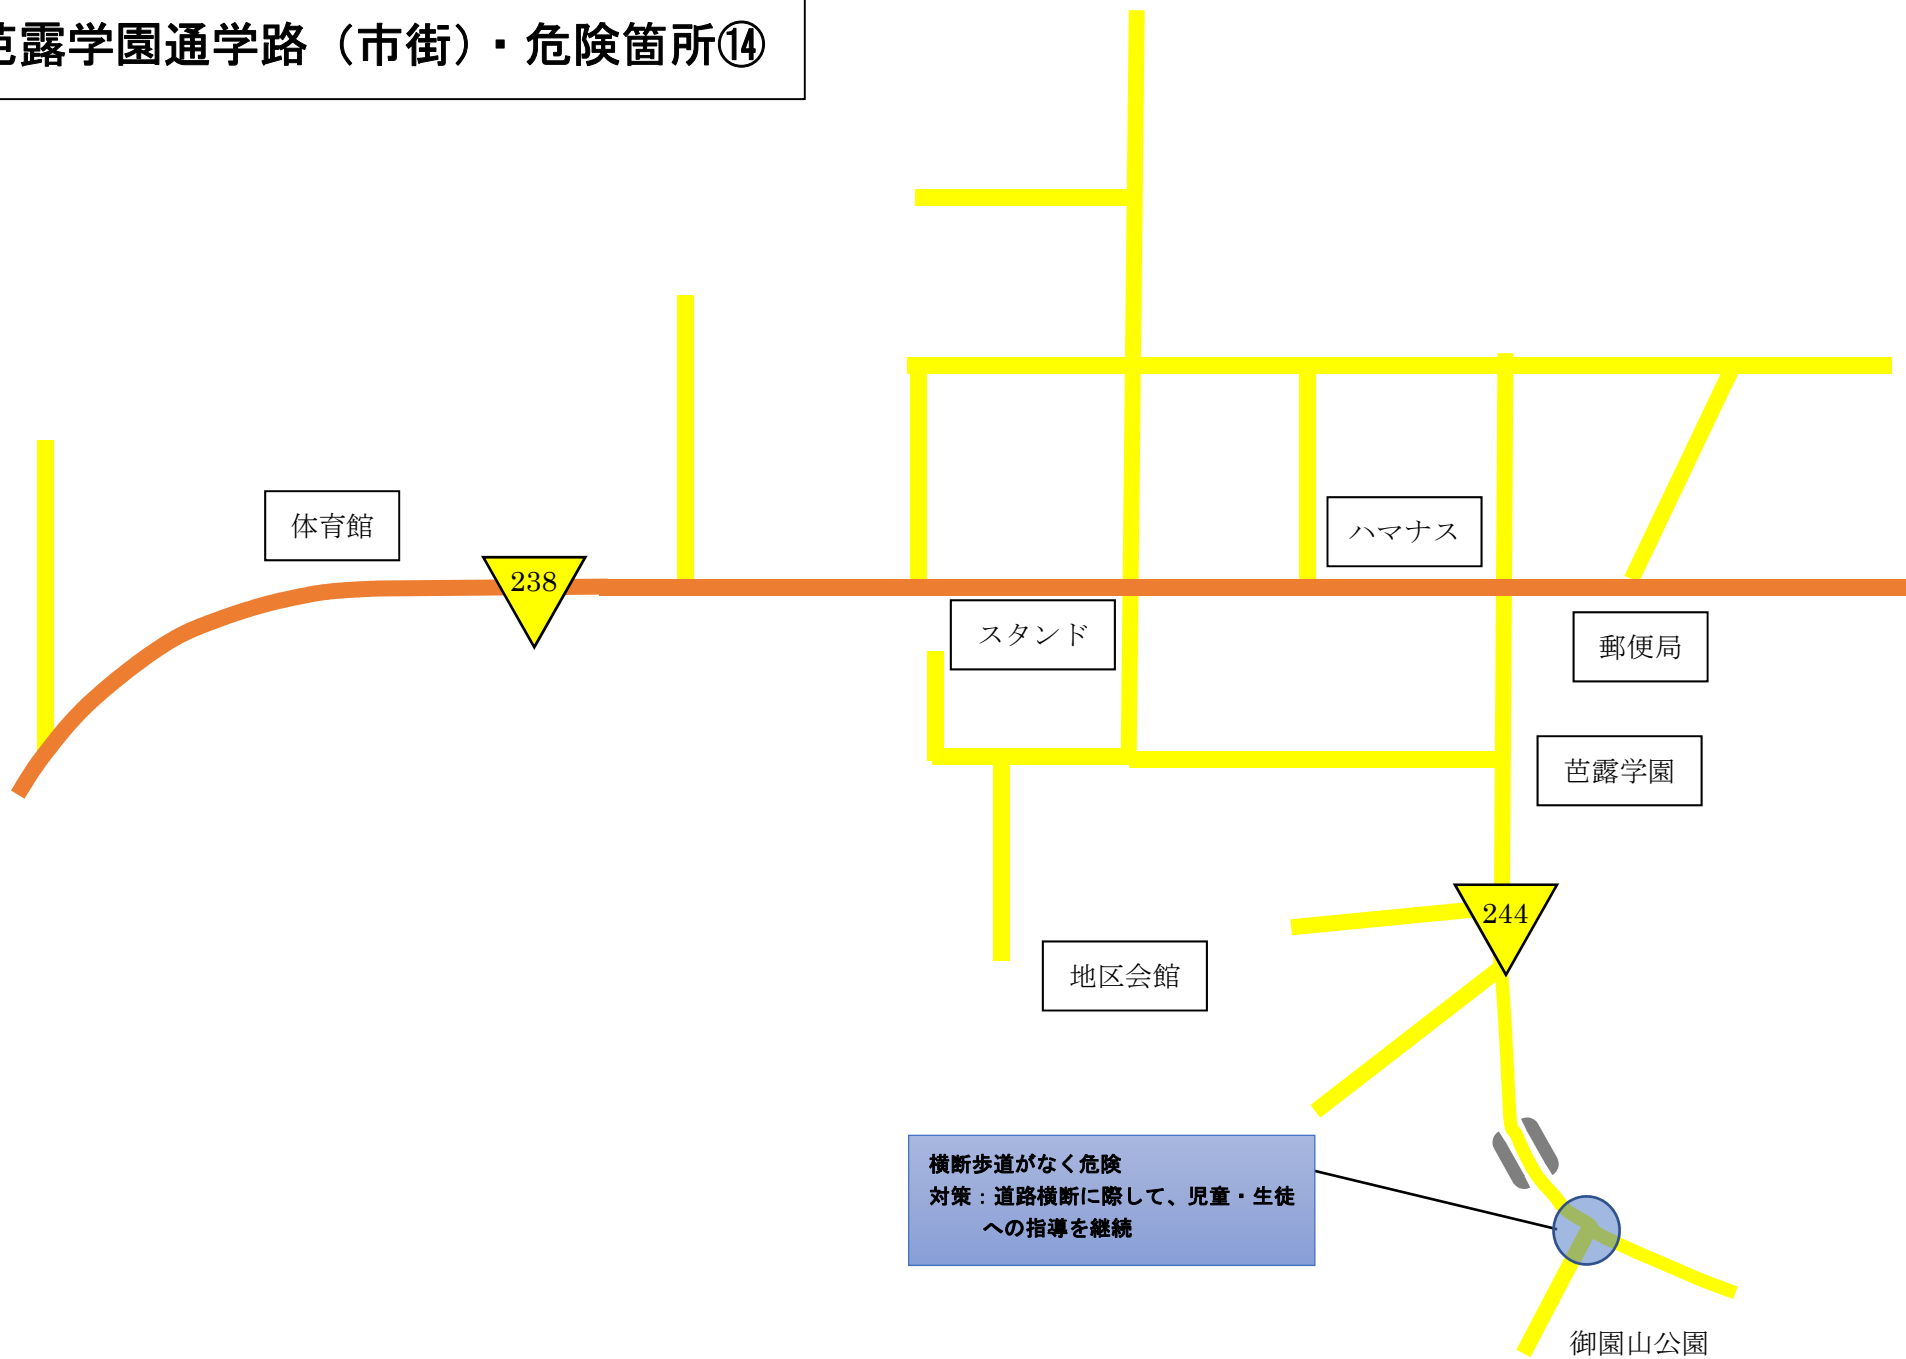 芭露学園通学路（市街）・危険箇所⑭
体育館
238
ハマナス
スタンド
郵便局
芭露学園
244
地区会館
横断歩道がなく危険
対策：道路横断に際して、児童・生徒
への指導を継続
御園山公園